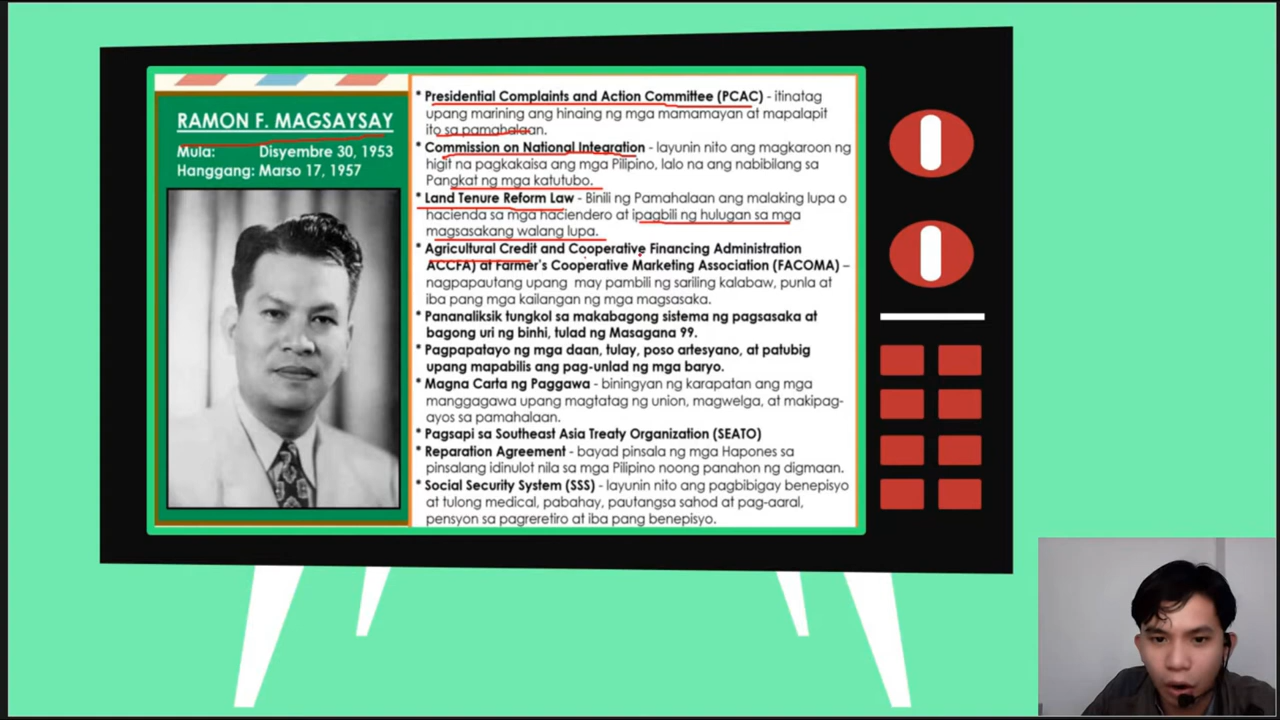 RAMON F. MAGSAYSAY
Mula: Disyembre 30, 1953
Hanggang: Marso 17, 1957
* Presidential Complaints and Action Committee (PCAC) - itinatag
upang marining ang hinaing ng mga mamamayan at mapalapit
ito sa pamahalaan.
* Commission on National Integration - layunin nito ang magkaroon ng
higit na pagkakaisa ang mga Pilipino, lalo na ang nabibilang sa
Pangkat ng mga katutubo.
* Land Tenure Reform Law - Binili ng Pamahalaan ang malaking lupa o
hacienda sa mga haciendero at ipagbili ng hulugan sa mga
magsasakang walang lupa.
* Agricultural Credit and Cooperative Financing Administration
ACCFA) at Farmer's Cooperative Marketing Association (FACOMA) –
nagpapautang upang may pambili ng sariling kalabaw, punla at
iba pang mga kailangan ng mga magsasaka.
* Pananaliksik tungkol sa makabagong sistema ng pagsasaka at
bagong uri ng binhi, tulad ng Masagana 99.
* Pagpapatayo ng mga daan, tulay, poso artesyano, at patubig
upang mapabilis ang pag-unlad ng mga baryo.
* Magna Carta ng Paggawa - biningyan ng karapatan ang mga
manggagawa upang magtatag ng union, magwelga, at makipag-
ayos sa pamahalaan.
* Pagsapi sa Southeast Asia Treaty Organization (SEATO)
* Reparation Agreement - bayad pinsala ng mga Hapones sa
pinsalang idinulot nila sa mga Pilipino noong panahon ng digmaan.
* Social Security System (SSS) - layunin nito ang pagbibigay benepisyo
at tulong medical, pabahay, pautangsa sahod at pag-aaral,
pensyon sa pagreretiro at iba pang benepisyo.